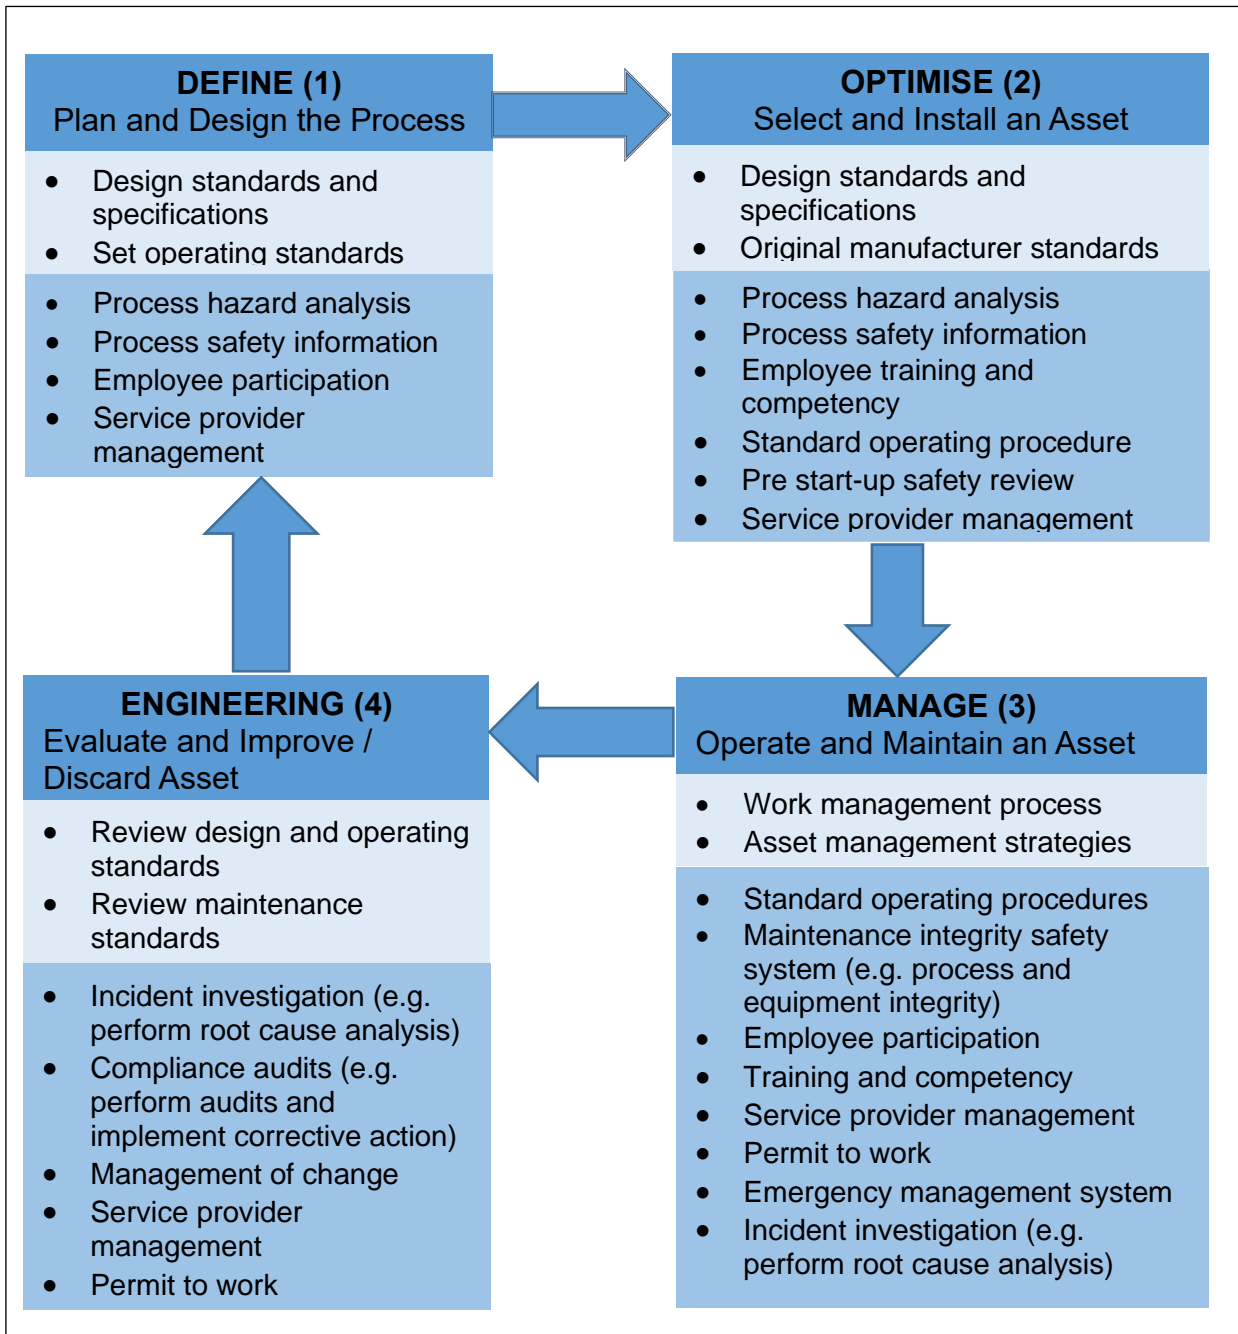 DEFINE (1)
Plan and Design the Process
• Design standards and
specifications
• Set operating standards
• Process hazard analysis
• Process safety information
• Employee participation
• Service provider
management
OPTIMISE (2)
Select and Install an Asset
• Design standards and
specifications
• Original manufacturer standards
• Process hazard analysis
• Process safety information
• Employee training and
competency
• Standard operating procedure
• Pre start-up safety review
• Service provider management
MANAGE (3)
Operate and Maintain an Asset
• Work management process
• Asset management strategies
• Standard operating procedures
• Maintenance integrity safety
system (e.g. process and
equipment integrity)
• Employee participation
• Training and competency
• Service provider management
• Permit to work
• Emergency management system
• Incident investigation (e.g.
perform root cause analysis)
ENGINEERING (4)
Evaluate and Improve /
Discard Asset
• Review design and operating
standards
• Review maintenance
standards
• Incident investigation (e.g.
perform root cause analysis)
• Compliance audits (e.g.
perform audits and
implement corrective action)
• Management of change
• Service provider
management
• Permit to work